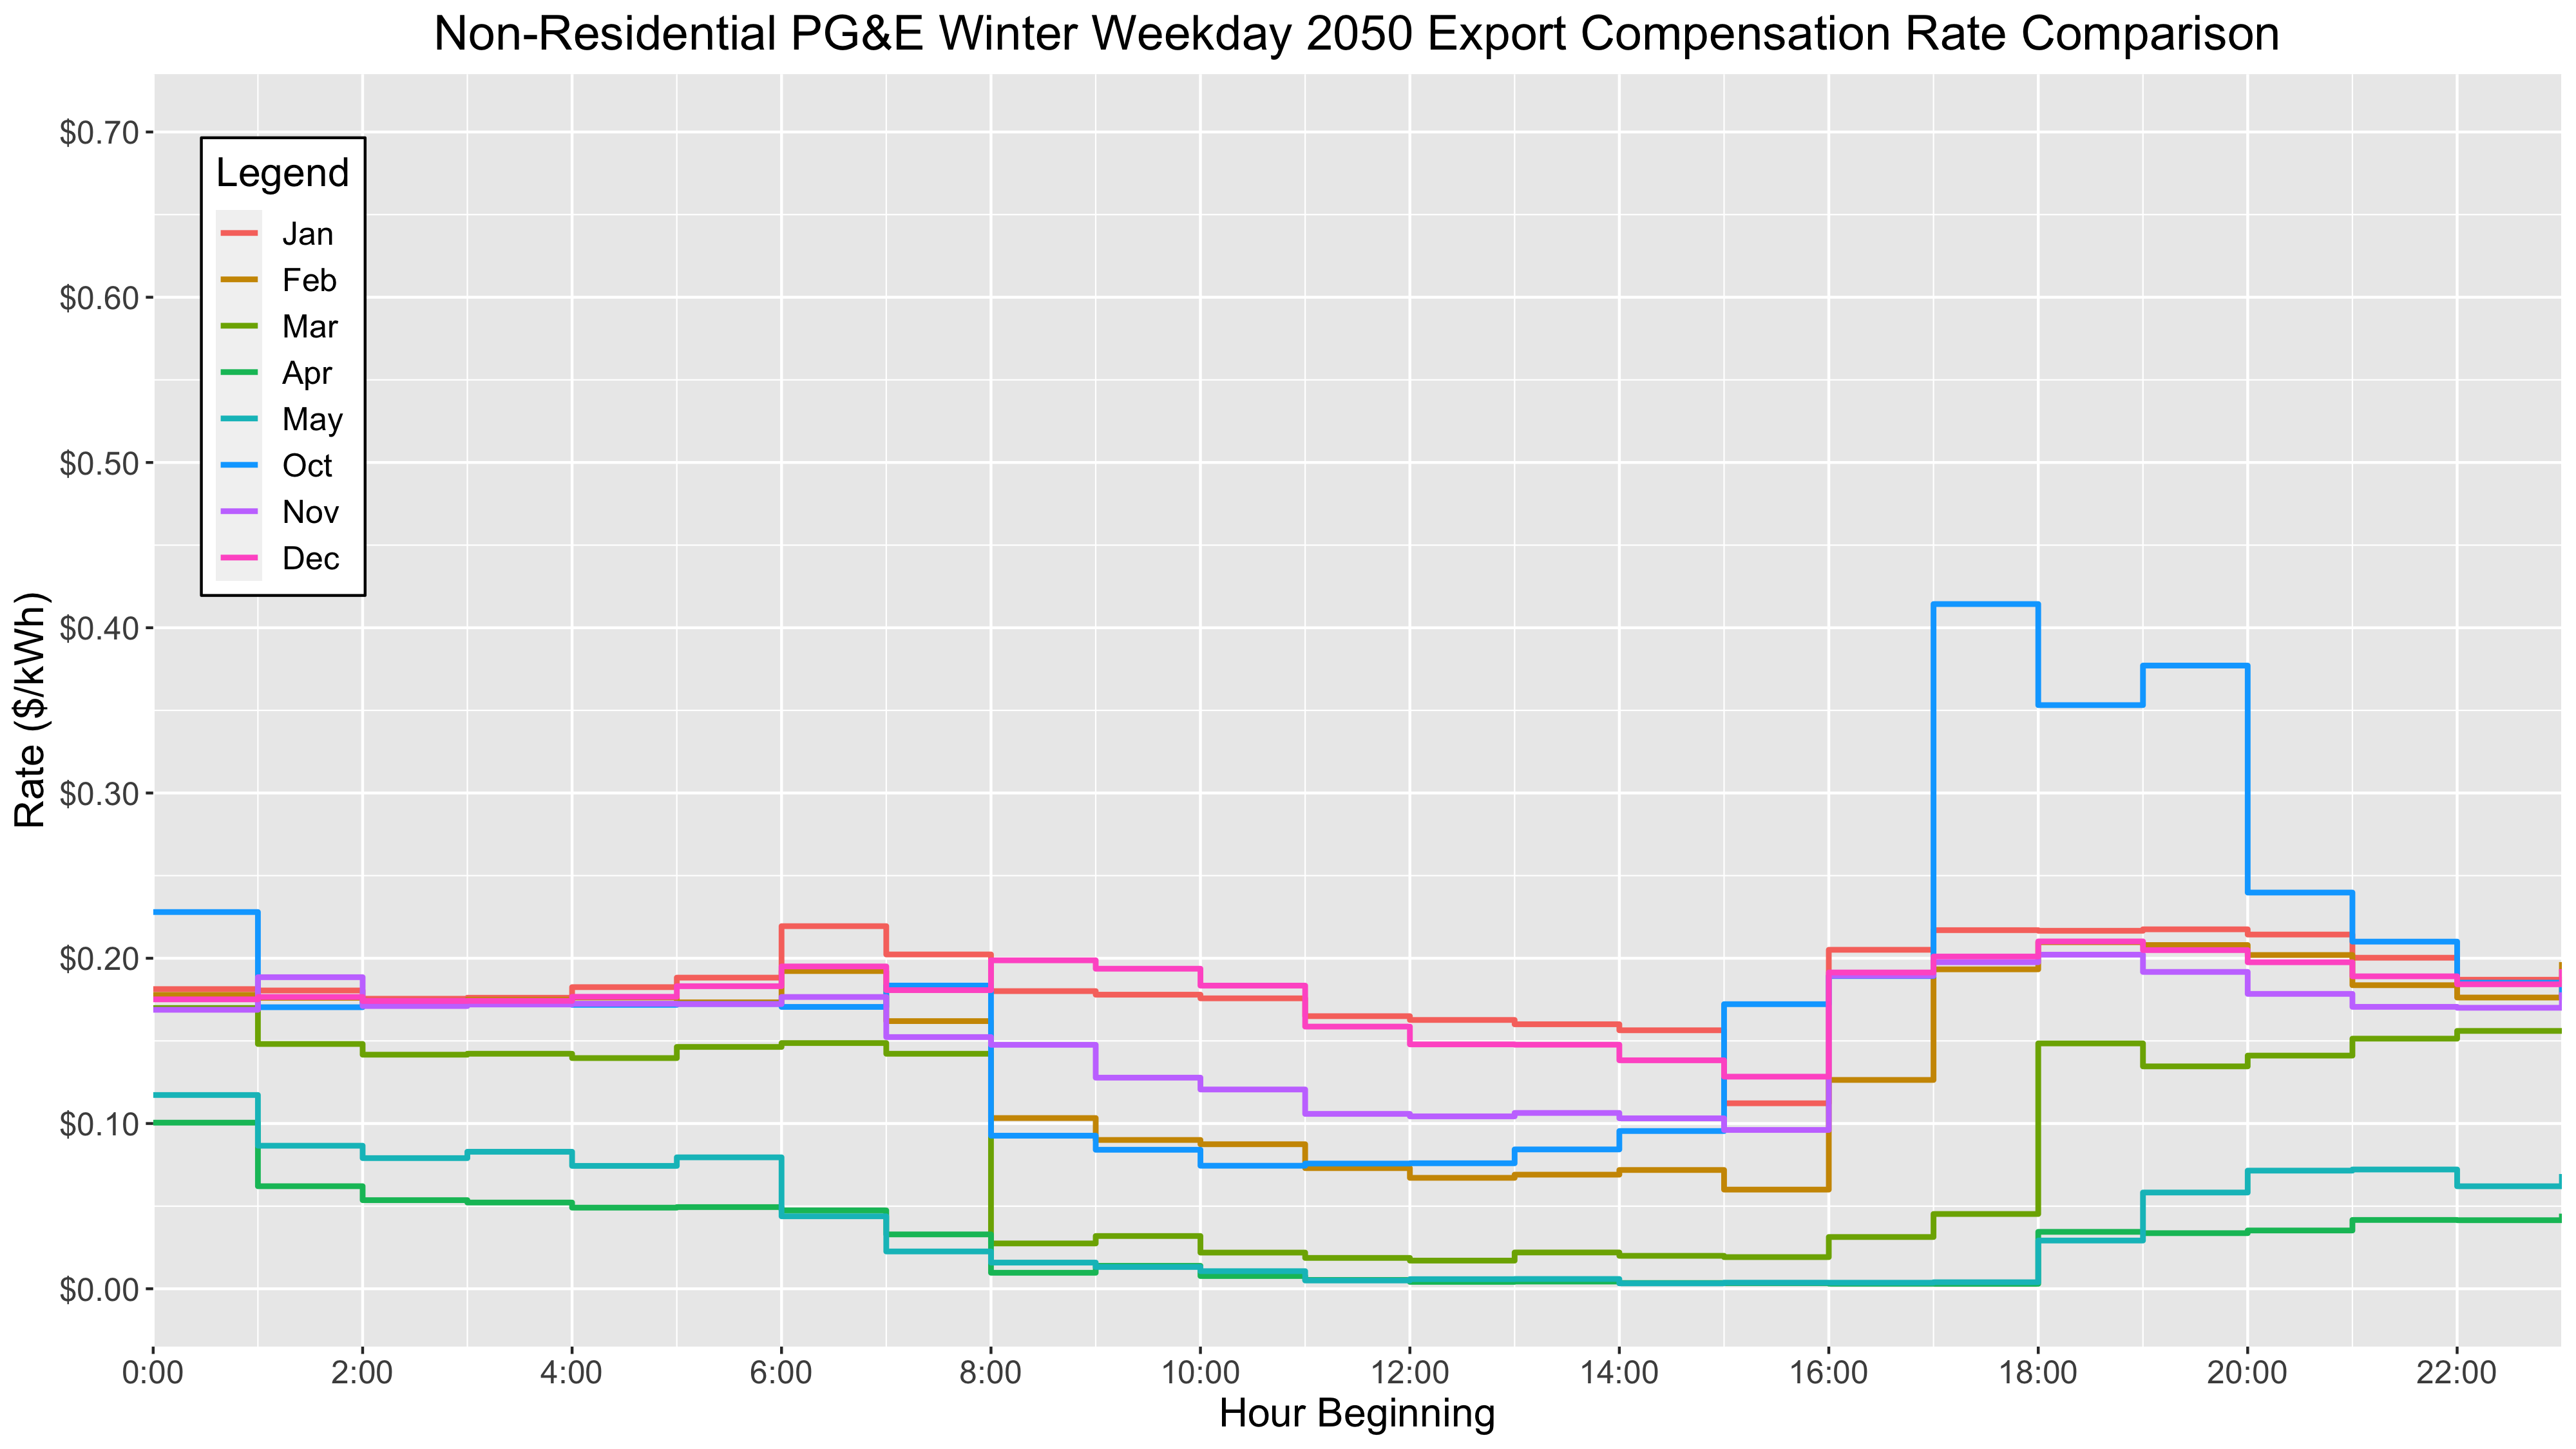 Non-Residential PG&E Winter Weekday 2050 Export Compensation Rate Comparison
$0.70
$0.60
$0.50
$0.40
$0.30
$0.20
$0.10
$0.00
Rate ($/kWh)
Legend
Jan
Feb
Mar
Apr
May
Oct
Nov
Dec
0:00 2:00 4:00 6:00 8:00 10:00 12:00 14:00 16:00 18:00 20:00 22:00
Hour Beginning